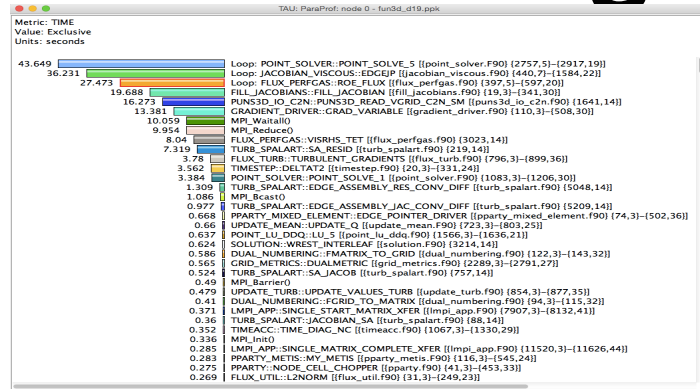 TAU: ParaProf: node 0 - fun3d_d19.ppk
Metric: TIME
Value: Exclusive
Units: seconds
43.649 Loop: POINT_SOLVER::POINT_SOLVE_5 [{point_solver.F90} {2757,5}-{2917,19}]
36.231 Loop: JACOBIAN_VISCOUS::EDGEJP [{jacobian_viscous.f90} {440,7}-{1584,22}]
27.473 Loop: FLUX_PERFGAS::ROE_FLUX [{flux_perfgas.f90} {397,5}-{597,20}]
19.688 FILL_JACOBIANS::FILL_JACOBIAN [{fill_jacobians.f90} {19,3}-{341,30}]
16.273 PUNS3D_IO_C2N::PUNS3D_READ_VGRID_C2N_SM [{puns3d_io_c2n.f90} {1641,14}]
13.381 GRADIENT_DRIVER::GRAD_VARIABLE [{gradient_driver.f90} {110,3}-{508,30}]
10.059 MPI_Waitall()
9.954 MPI_Reduce()
8.04 FLUX_PERFGAS::VISRHS_TET [{flux_perfgas.f90} {3023,14}]
7.319 TURB_SPALART::SA_RESID [{turb_spalart.f90} {219,14}]
3.78 FLUX_TURB::TURBULENT_GRADIENTS [{flux_turb.f90} {796,3}-{899,36}]
3.562 TIMESTEP::DELTAT2 [{timestep.f90} {20,3}-{331,24}]
3.384 POINT_SOLVER::POINT_SOLVE_1 [{point_solver.F90} {1083,3}-{1206,30}]
1.309 TURB_SPALART::EDGE_ASSEMBLY_RES_CONV_DIFF [{turb_spalart.f90} {5048,14}]
1.086 MPI_Bcast()
0.977 TURB_SPALART::EDGE_ASSEMBLY_JAC_CONV_DIFF [{turb_spalart.f90} {5209,14}]
0.668 PPARTY_MIXED_ELEMENT::EDGE_POINTER_DRIVER [{pparty_mixed_element.f90} {74,3}-{502,36}]
0.66 UPDATE_MEAN::UPDATE_Q [{update_mean.f90} {723,3}-{803,25}]
0.637 POINT_LU_DDQ::LU_5 [{point_lu_ddq.f90} {1566,3}-{1636,21}]
0.624 SOLUTION::WREST_INTERLEAF [{solution.F90} {3214,14}]
0.586 DUAL_NUMBERING::FMATRIX_TO_GRID [{dual_numbering.f90} {122,3}-{143,32}]
0.565 GRID_METRICS::DUALMETRIC [{grid_metrics.f90} {2289,3}-{2791,27}]
0.524 TURB_SPALART::SA_JACOB [{turb_spalart.f90} {757,14}]
0.49 MPI_Barrier()
0.479 UPDATE_TURB::UPDATE_VALUES_TURB [{update_turb.f90} {854,3}-{877,35}]
0.41 DUAL_NUMBERING::FGRID_TO_MATRIX [{dual_numbering.f90} {94,3}-{115,32}]
0.371 LMPI_APP::SINGLE_START_MATRIX_XFER [{lmpi_app.F90} {7907,3}-{8132,41}]
0.36 TURB_SPALART::JACOBIAN_SA [{turb_spalart.f90} {88,14}]
0.352 TIMEACC::TIME_DIAG_NC [{timeacc.f90} {1067,3}-{1330,29}]
0.336 MPI_Init()
0.285 LMPI_APP::SINGLE_MATRIX_COMPLETE_XFER [{lmpi_app.F90} {11520,3}-{11626,44}]
0.283 PPARTY_METIS::MY_METIS [{pparty_metis.F90} {116,3}-{545,24}]
0.275 PPARTY::NODE_CELL_CHOPPER [{pparty.f90} {41,3}-{453,33}]
0.269 FLUX_UTIL::L2NORM [{flux_util.f90} {31,3}-{249,23}]